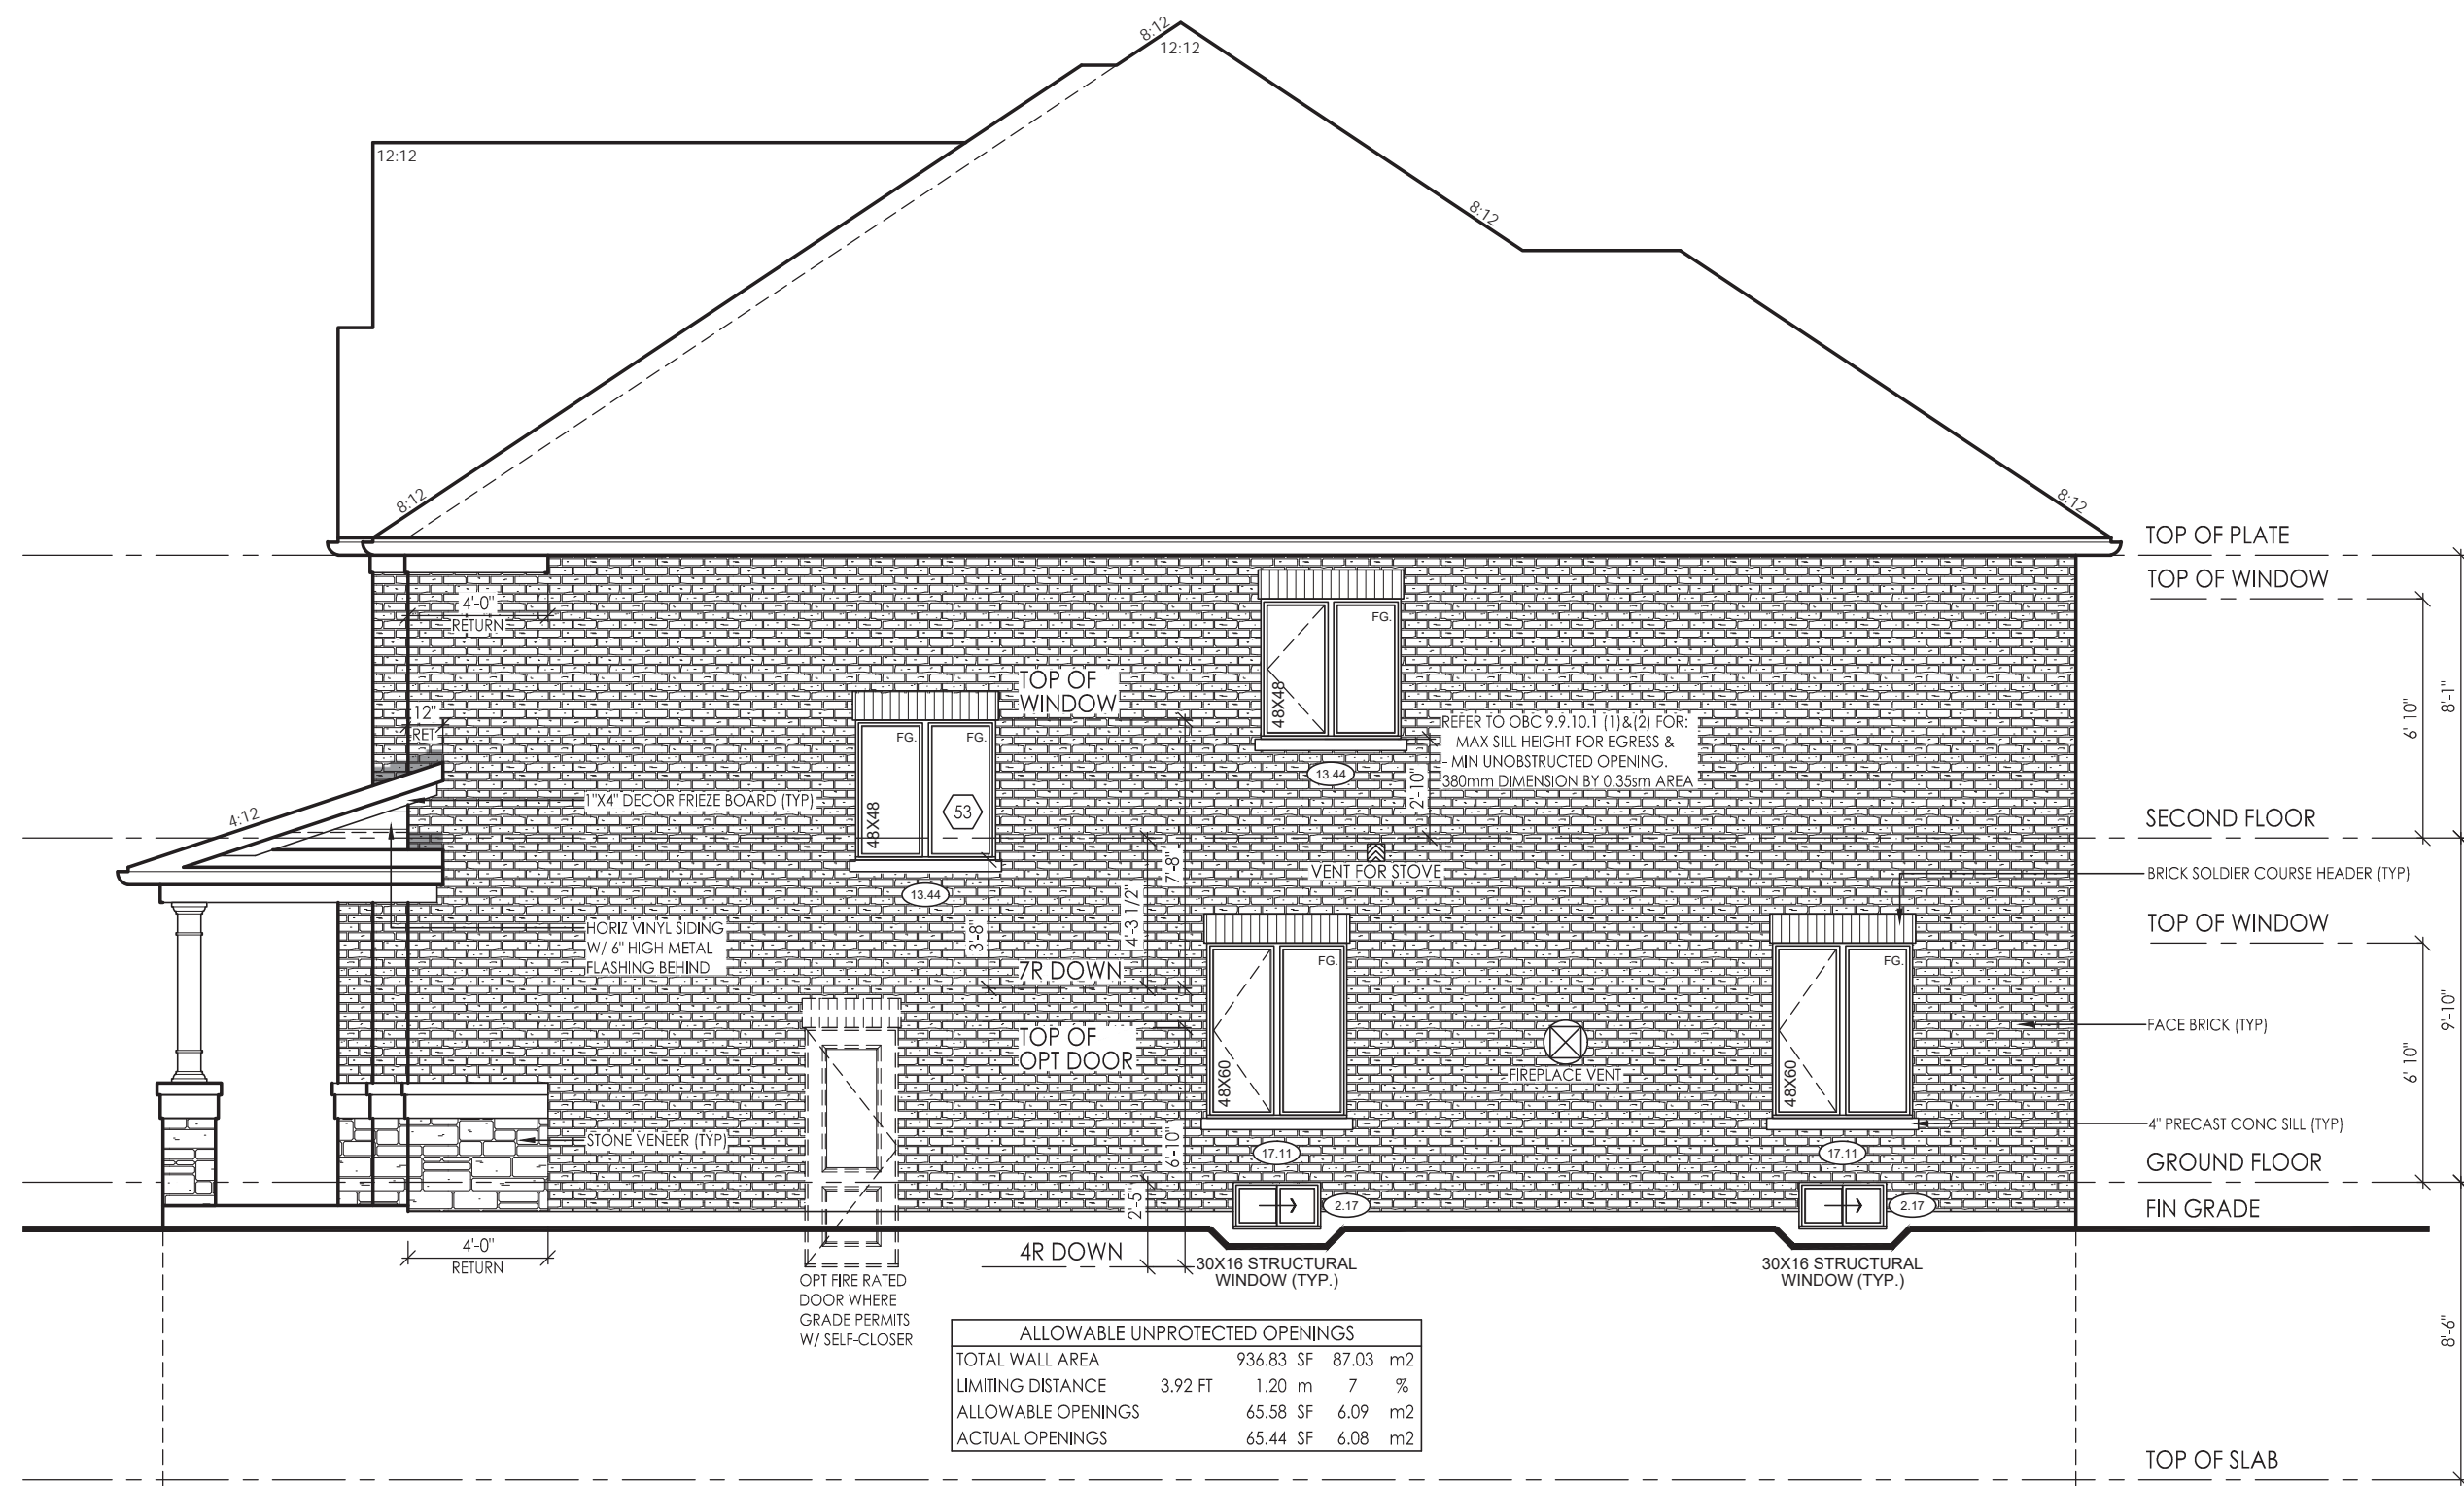 8:12
12:12
12:12
8:12
8:12
8:12
TOP OF PLATE
TOP OF WINDOW
4'-0"
RETURN
FG.
48X48
TOP OF
WINDOW
12"
RET
FG.
FG.
48X48
53
REFER TO OBC 9.9.10.1 (1)&(2) FOR:
- MAX SILL HEIGHT FOR EGRESS &
- MIN UNOBSTRUCTED OPENING.
380mm DIMENSION BY 0.35sm AREA
6'-10"
8'-1"
13.44
2'-10"
1"X4" DECOR FRIEZE BOARD (TYP)
4:12
SECOND FLOOR
7'-8"
VENT FOR STOVE
BRICK SOLDIER COURSE HEADER (TYP)
13.44
4'-3 1/2"
3'-8"
HORIZ VINYL SIDING
W/ 6" HIGH METAL
FLASHING BEHIND
TOP OF WINDOW
7R DOWN
FG.
48X60
FG.
48X60
TOP OF
OPT DOOR
FACE BRICK (TYP)
9'-10"
6'-10"
FIREPLACE VENT
4" PRECAST CONC SILL (TYP)
STONE VENEER (TYP)
6'-10"
17.11
17.11
GROUND FLOOR
2'-5"
2.17
2.17
FIN GRADE
4'-0"
RETURN
4R DOWN
30X16 STRUCTURAL
WINDOW (TYP.)
30X16 STRUCTURAL
WINDOW (TYP.)
OPT FIRE RATED
DOOR WHERE
GRADE PERMITS
W/ SELF-CLOSER
8'-6"
ALLOWABLE UNPROTECTED OPENINGS
TOTAL WALL AREA 936.83 SF 87.03 m2
LIMITING DISTANCE 3.92 FT 1.20 m 7 %
ALLOWABLE OPENINGS 65.58 SF 6.09 m2
ACTUAL OPENINGS 65.44 SF 6.08 m2
TOP OF SLAB